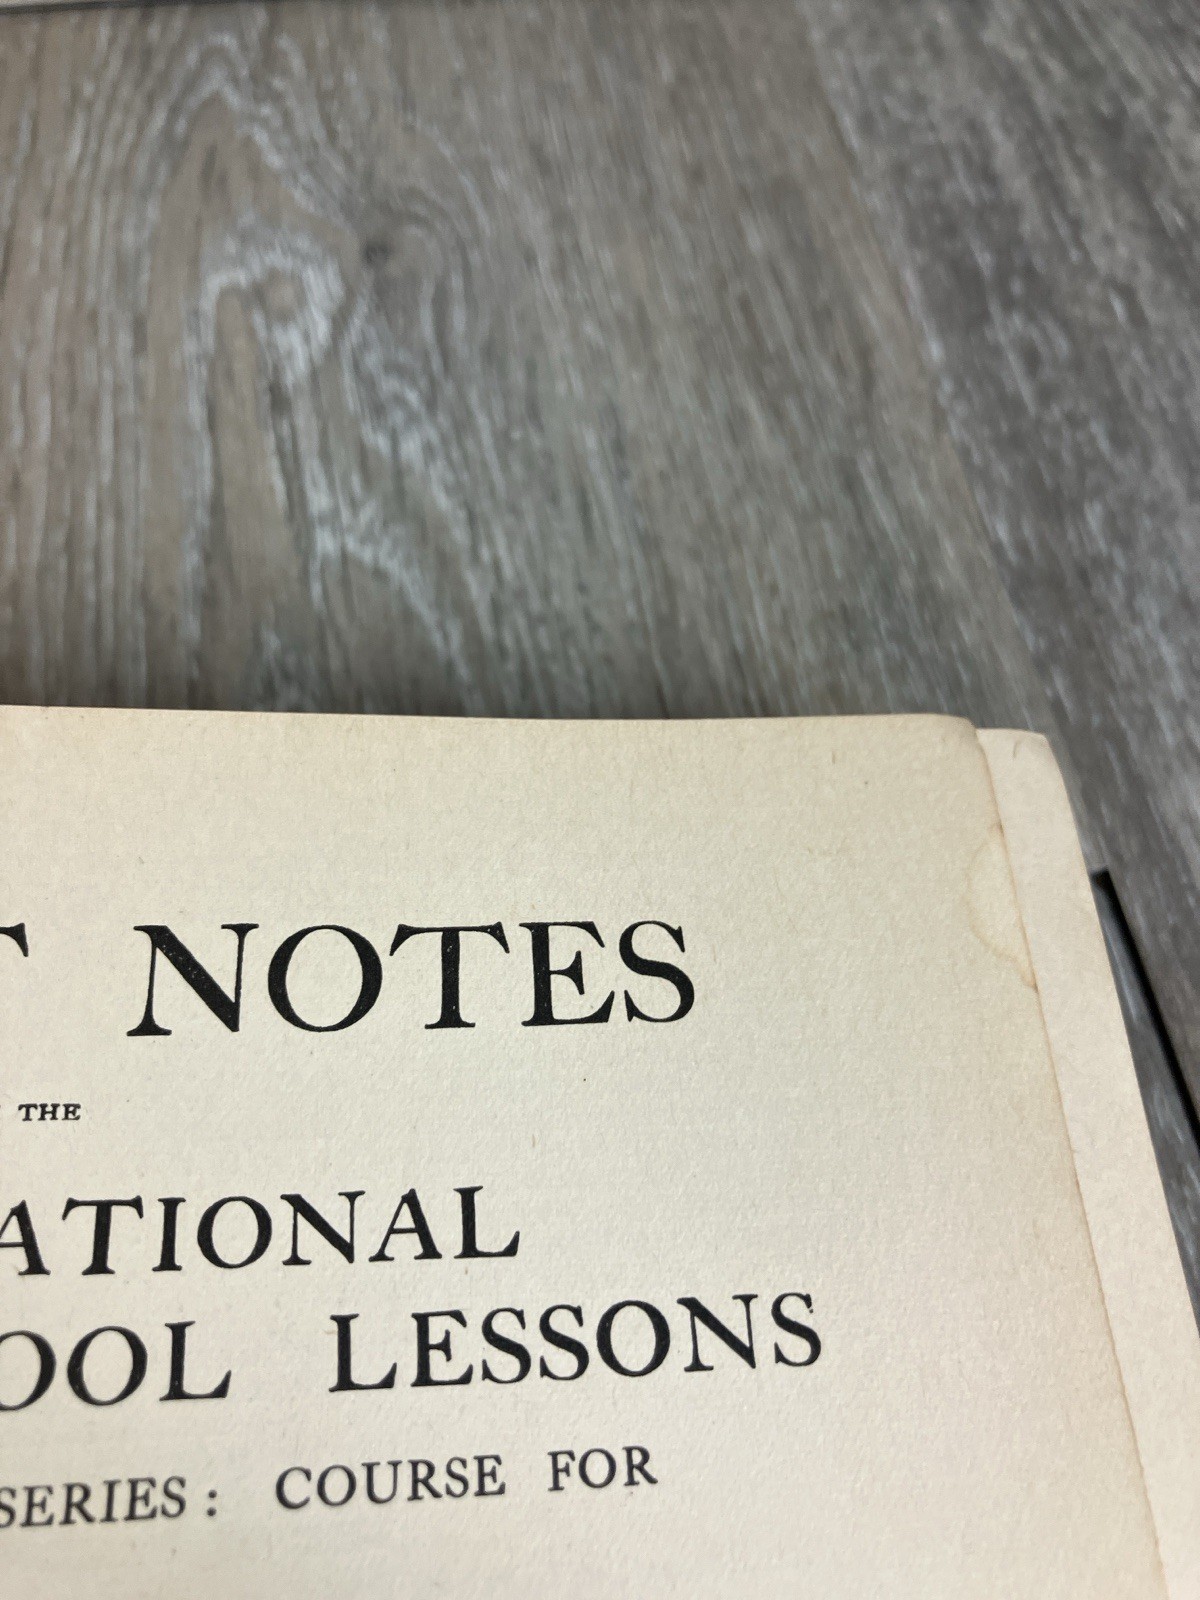 T NOTES
THE
ATIONAL
OOL LESSONS
SERIES: COURSE FOR